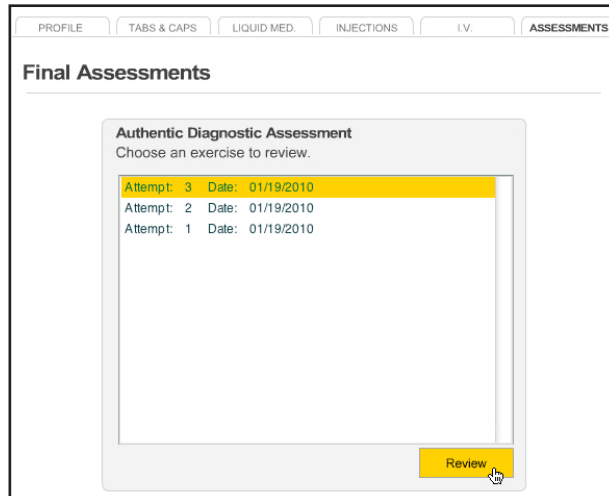 PROFILE TABS & CAPS LIQUID MED. INJECTIONS I.V. ASSESSMENTS
Final Assessments
Authentic Diagnostic Assessment
Choose an exercise to review.
Attempt: 3 Date: 01/19/2010
Attempt: 2 Date: 01/19/2010
Attempt: 1 Date: 01/19/2010
Review